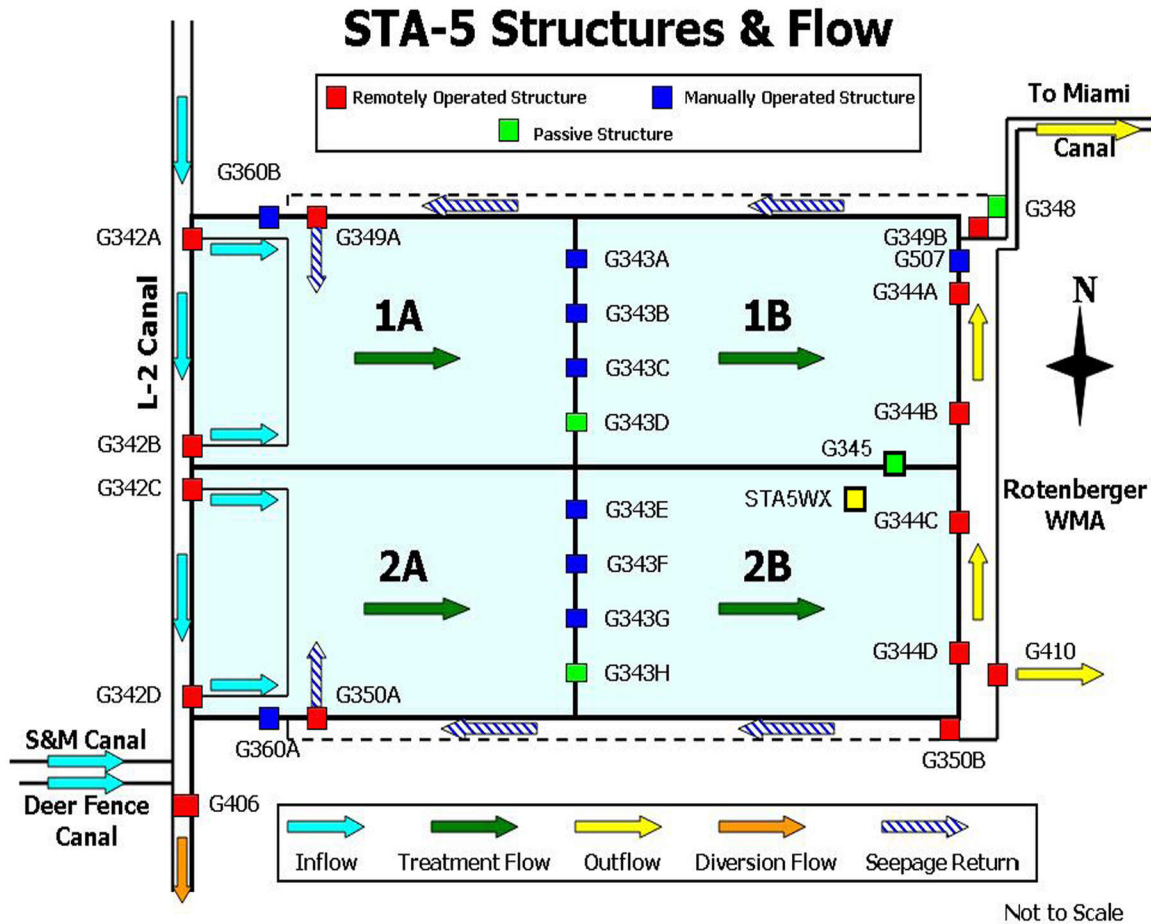 STA-5 Structures & Flow
Remotely Operated Structure
Manually Operated Structure
Passive Structure
To Miami
Canal
G360B
G348
G342A
G349A
G349B
G507
G343A
G344A
N
L-2 Canal
1A
G343B
1B
G343C
G343D
G344B
G342B
G345
G342C
STA5WX
Rotenberger
WMA
G343E
G344C
2A
G343F
2B
G343G
G344D
G410
G342D
G350A
G343H
S&M Canal
G360A
G350B
Deer Fence
Canal
G406
Inflow
Treatment Flow
Outflow
Diversion Flow
Seepage Return
Not to Scale